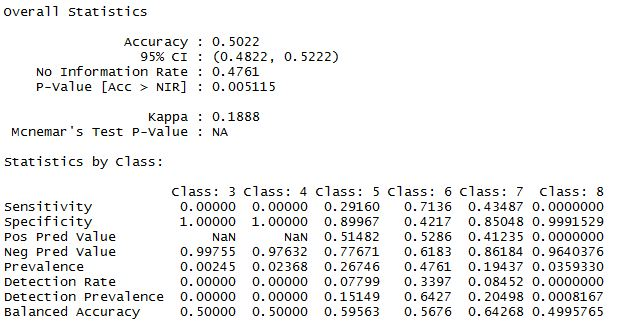 Overall Statistics
Accuracy : 0.5022
95% CI : (0.4822, 0.5222)
No Information Rate : 0.4761
P-Value [Acc > NIR] : 0.005115
Kappa : 0.1888
Mcnemar's Test P-Value : NA
Statistics by Class:
Class: 3 Class: 4 Class: 5 Class: 6 Class: 7 Class: 8
Sensitivity 0.00000 0.00000 0.29160 0.7136 0.43487 0.0000000
Specificity 1.00000 1.00000 0.89967 0.4217 0.85048 0.9991529
Pos Pred Value NaN NaN 0.51482 0.5286 0.41235 0.0000000
Neg Pred Value 0.99755 0.97632 0.77671 0.6183 0.86184 0.9640376
Prevalence 0.00245 0.02368 0.26746 0.4761 0.19437 0.0359330
Detection Rate 0.00000 0.00000 0.07799 0.3397 0.08452 0.0000000
Detection Prevalence 0.00000 0.00000 0.15149 0.6427 0.20498 0.0008167
Balanced Accuracy 0.50000 0.50000 0.59563 0.5676 0.64268 0.4995765